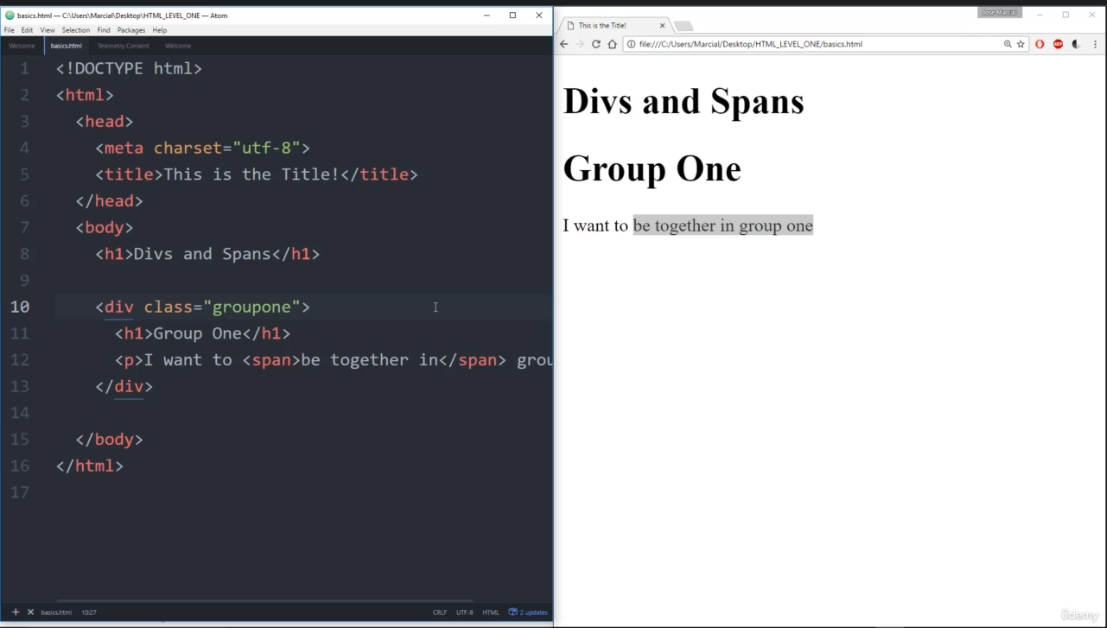 basics.html — C:\Users\Marcial\Desktop\HTML_LEVEL_ONE — Atom
File Edit View Selection Find Packages Help
Welcome basics.html Telemetry Consent Welcome
1 <!DOCTYPE html>
2 <html>
3 <head>
4 <meta charset="utf-8">
5 <title>This is the Title!</title>
6 </head>
7 <body>
8 <h1>Divs and Spans</h1>
9
10 <div class="groupone">
11 <h1>Group One</h1>
12 <p>I want to <span>be together in</span> grou
13 </div>
14
15 </body>
16 </html>
17
basics.html 10:27 CRLF UTF-8 HTML 2 updates
Jose Marcial
This is the Title!
file:///C:/Users/Marcial/Desktop/HTML_LEVEL_ONE/basics.html ABP
Divs and Spans
Group One
I want to be together in group one
ûdemy